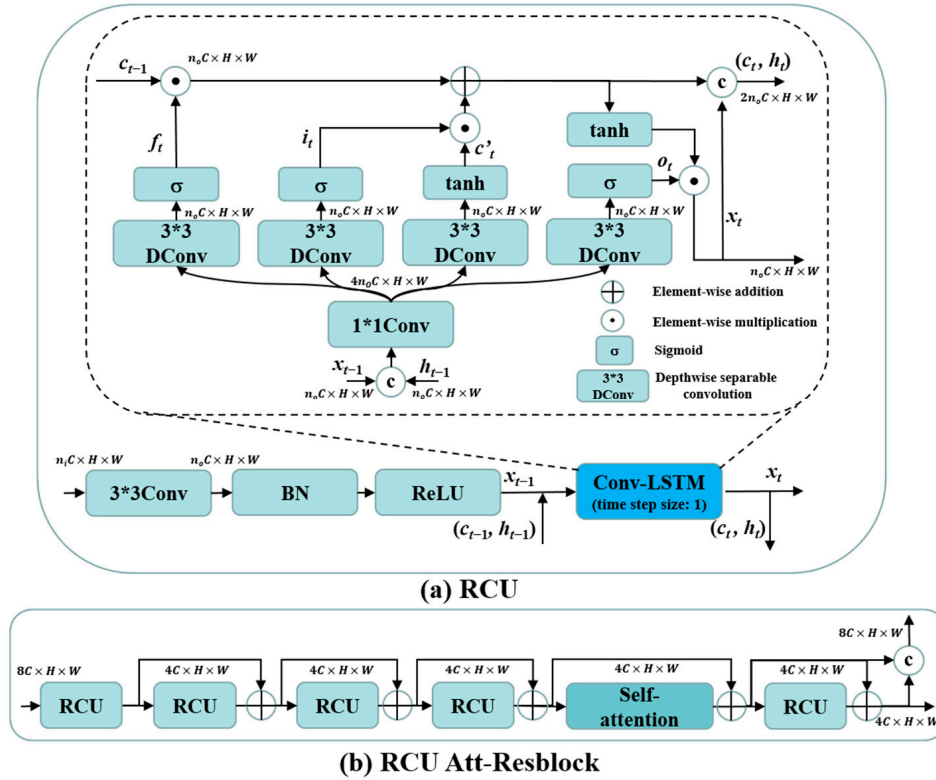 c_{t-1}
n_oC×H×W
(c_t, h_t)
c
2n_oC×H×W
tanh
f_t
i_t
c'_t
o_t
σ
σ
tanh
σ
x_t
n_oC×H×W
n_oC×H×W
n_oC×H×W
n_oC×H×W
3*3
DConv
3*3
DConv
3*3
DConv
3*3
DConv
n_oC×H×W
4n_oC×H×W
1*1Conv
x_{t-1}
h_{t-1}
c
n_oC×H×W
n_oC×H×W
Element-wise addition
Element-wise multiplication
σ
Sigmoid
3*3
DConv
Depthwise separable
convolution
n_iC×H×W
n_oC×H×W
3*3Conv
BN
ReLU
x_{t-1}
(c_{t-1}, h_{t-1})
Conv-LSTM
(time step size: 1)
x_t
(c_t, h_t)
(a) RCU
8C×H×W
8C×H×W
4C×H×W
4C×H×W
4C×H×W
4C×H×W
4C×H×W
c
RCU
RCU
RCU
RCU
Self-
attention
RCU
4C×H×W
(b) RCU Att-Resblock